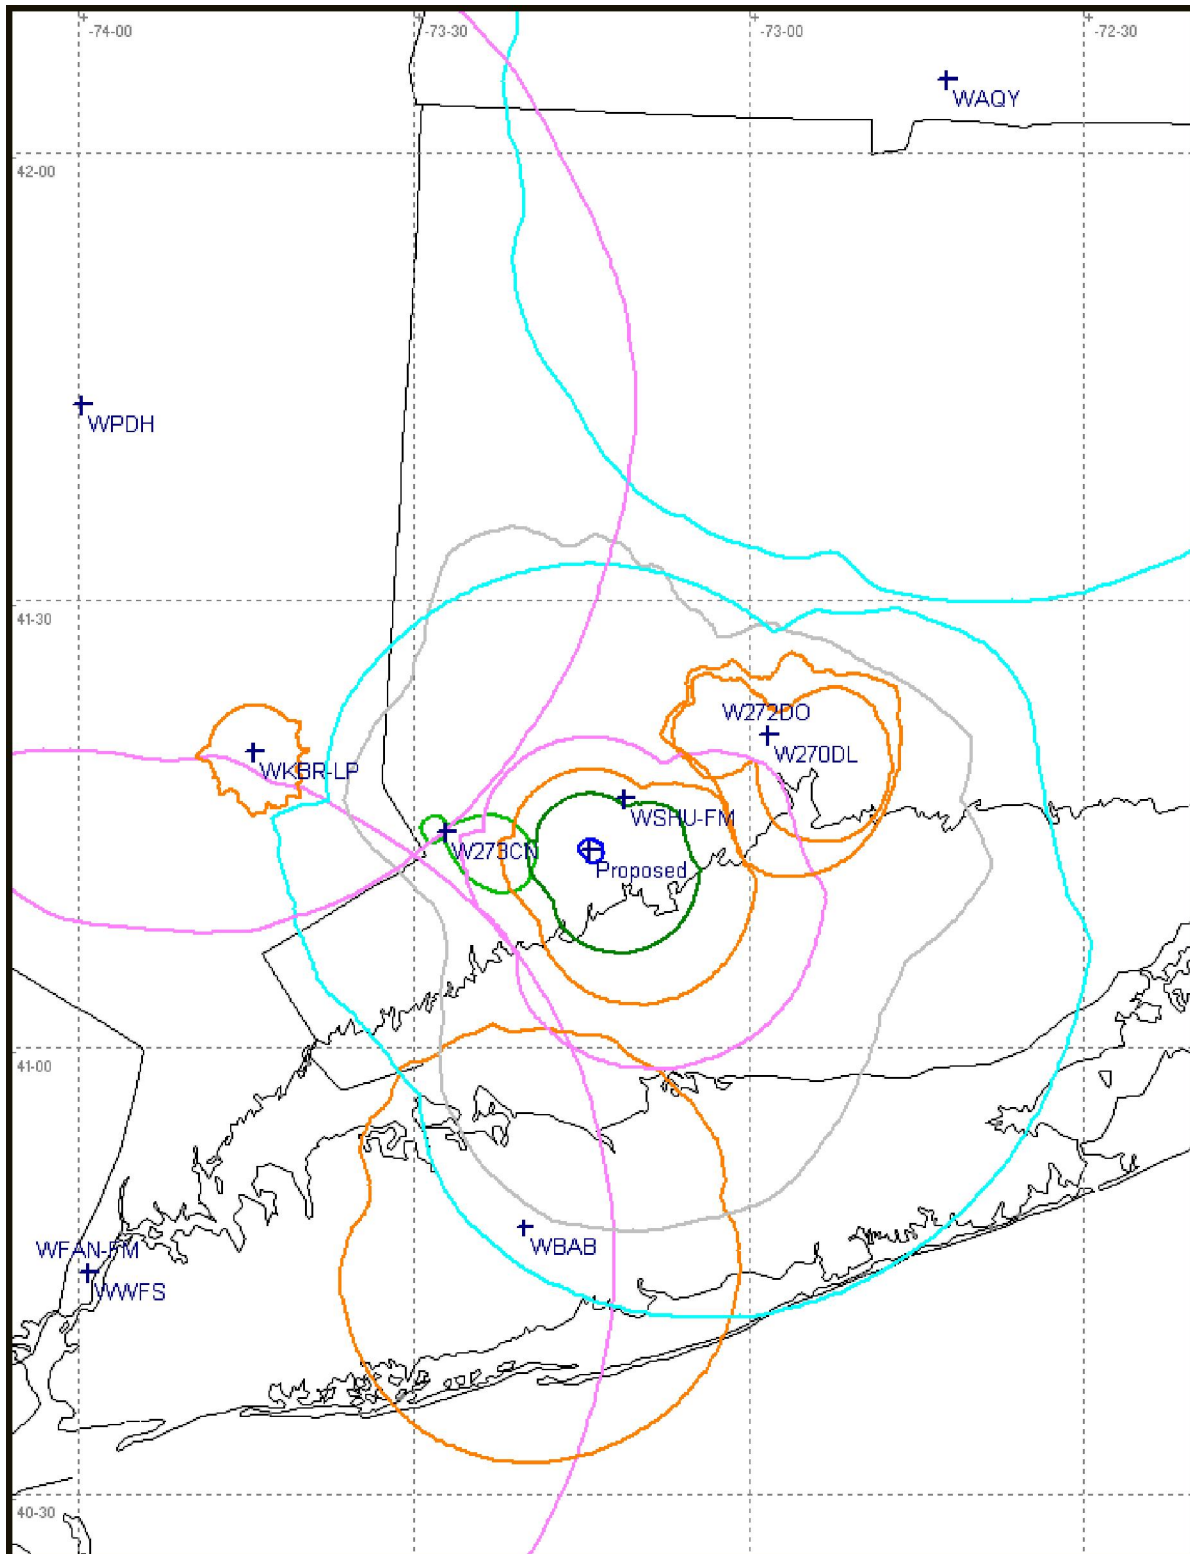 -74-00
-73-30
-73-00
-72-30
WAQY
42-00
WPDH
41-30
W272DO
W270DL
WKBR-LP
WSHU-FM
W273CN
Proposed
41-00
WBAB
WFAN-FM
WWFS
40-30